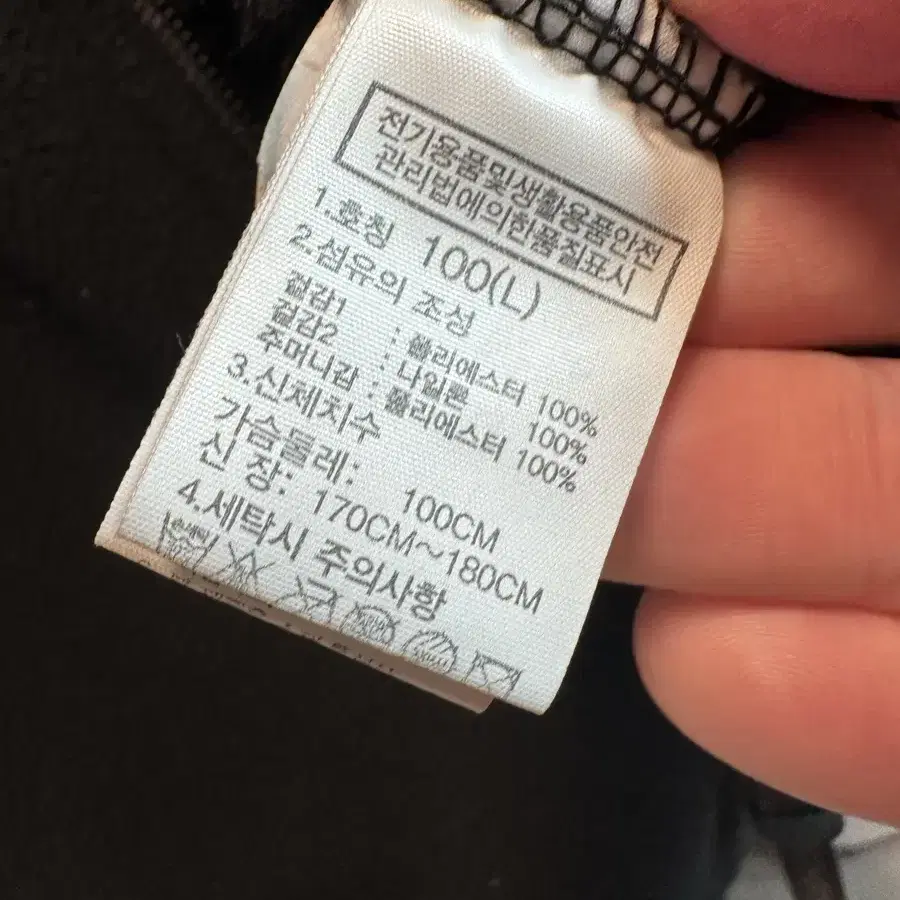 전기용품및생활용품안전
관리법에의한품질표시
1.호칭 100(L)
2.섬유의 조성
겉감1 : 폴리에스터 100%
겉감2 : 나일론 100%
주머니감 : 폴리에스터 100%
3.신체치수
가슴둘레: 100CM
신 장: 170CM~180CM
4.세탁시 주의사항